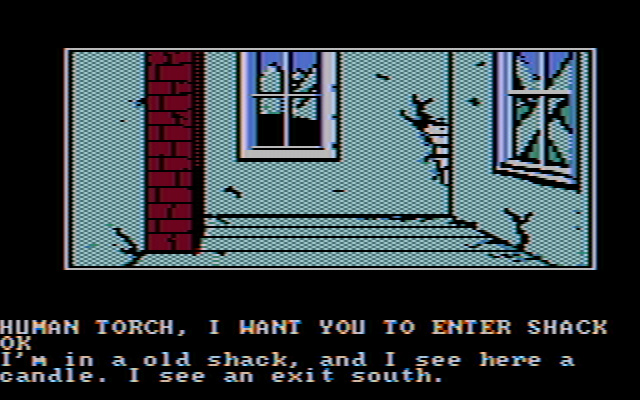 HUMAN TORCH, I WANT YOU TO ENTER SHACK
OK
I'm in a old shack, and I see here a
candle. I see an exit south.